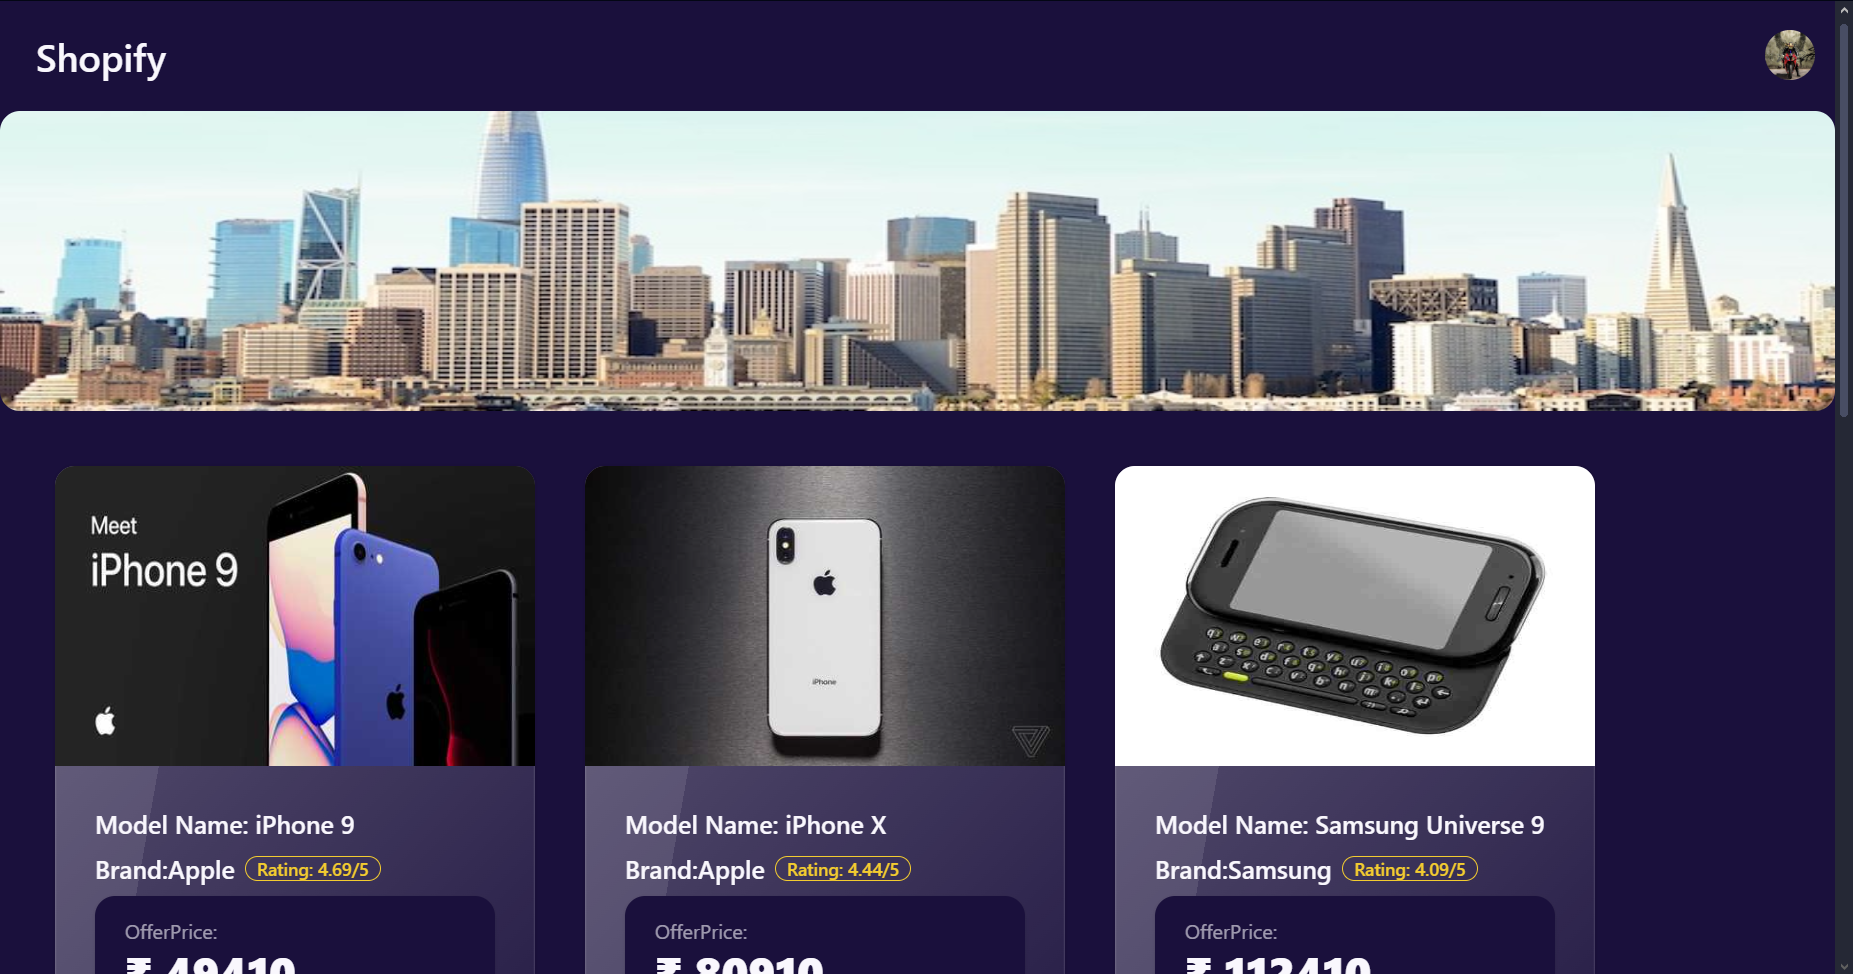 Shopify
Meet
iPhone 9
iPhone
Model Name: iPhone 9
Brand:Apple
Rating: 4.69/5
OfferPrice:
₹ 49410
Model Name: iPhone X
Brand:Apple
Rating: 4.44/5
OfferPrice:
₹ 80910
Model Name: Samsung Universe 9
Brand:Samsung
Rating: 4.09/5
OfferPrice:
₹ 112410